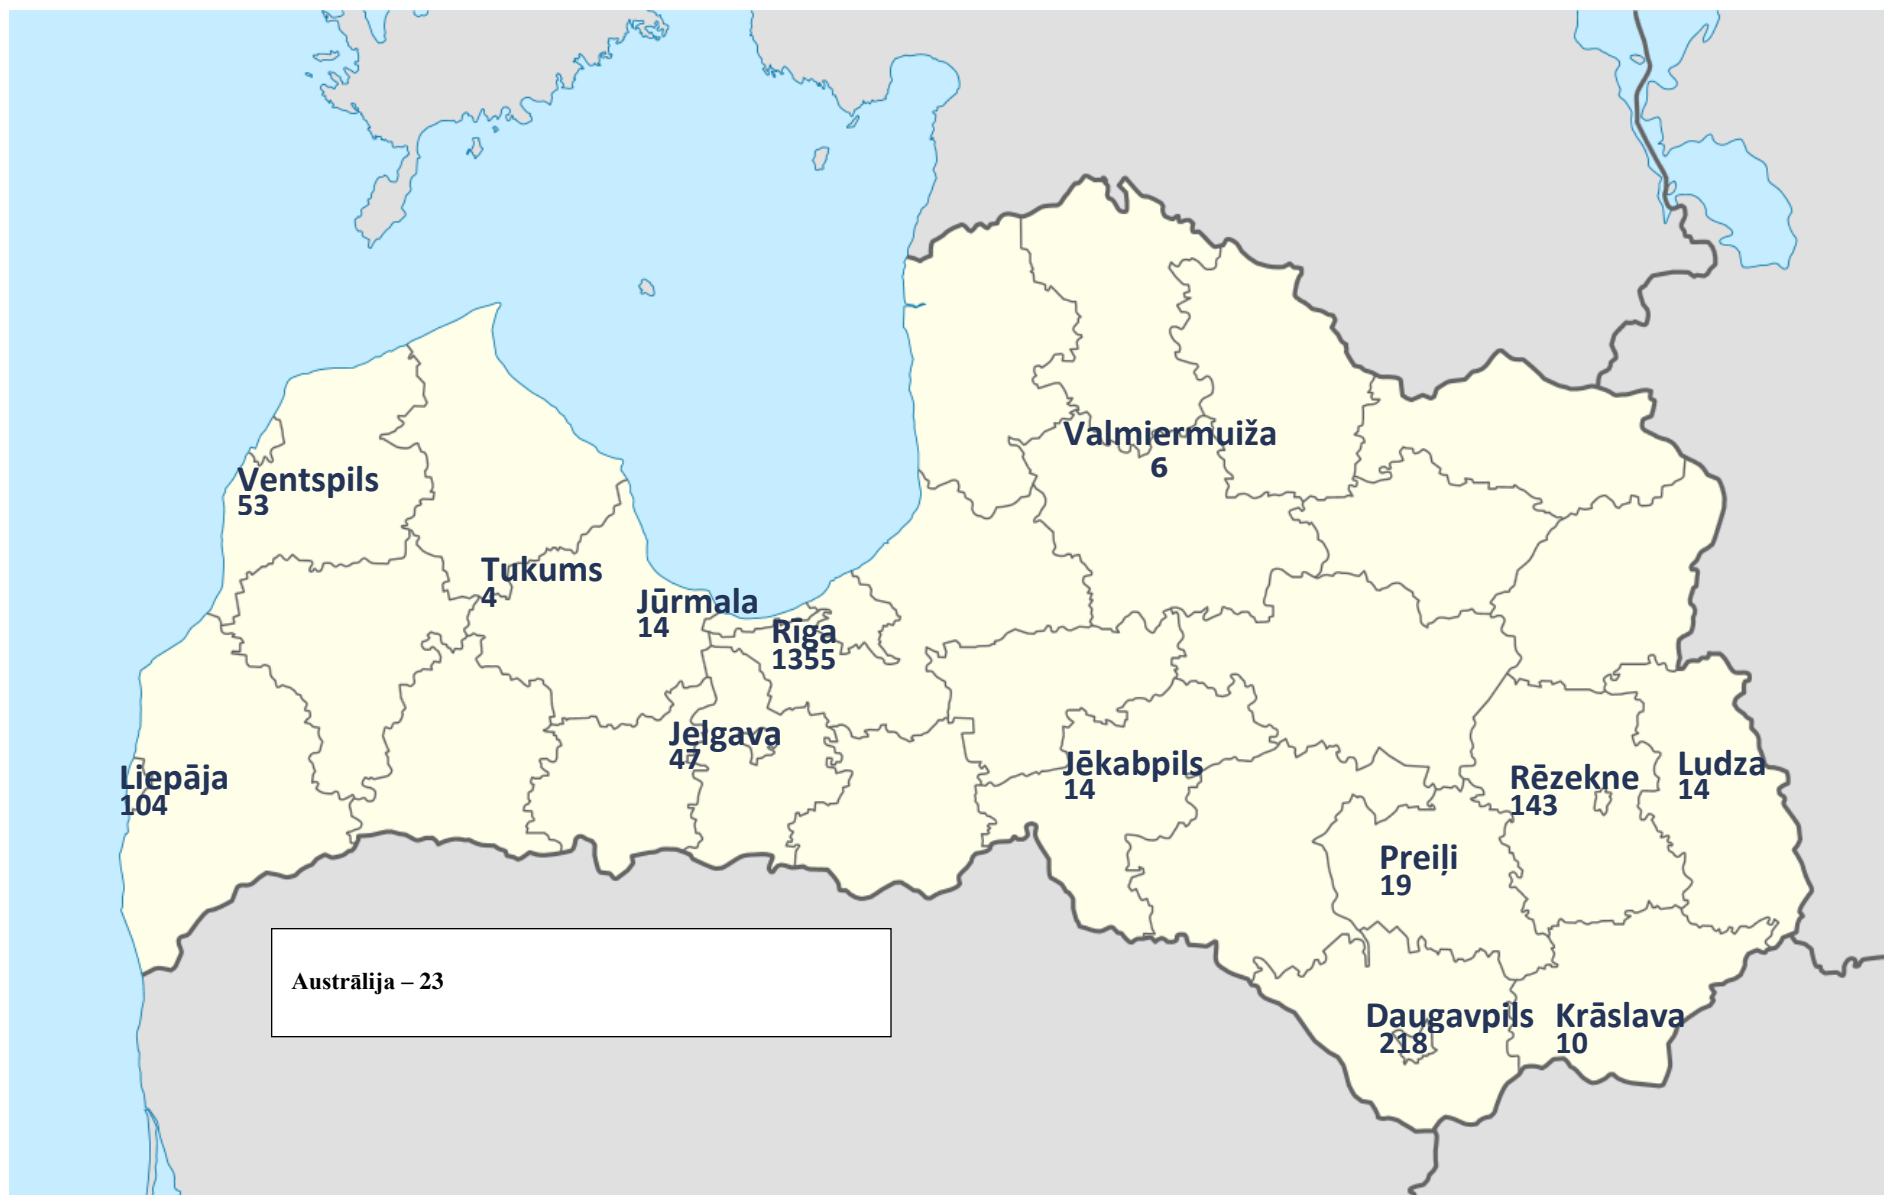 Valmiermuiža
6
Ventspils
53
Tukums
4
Jūrmala
14
Rīga
1355
Jelgava
47
Liepāja
104
Jēkabpils
14
Rēzekne
143
Ludza
14
Preiļi
19
Austrālija – 23
Daugavpils
218
Krāslava
10